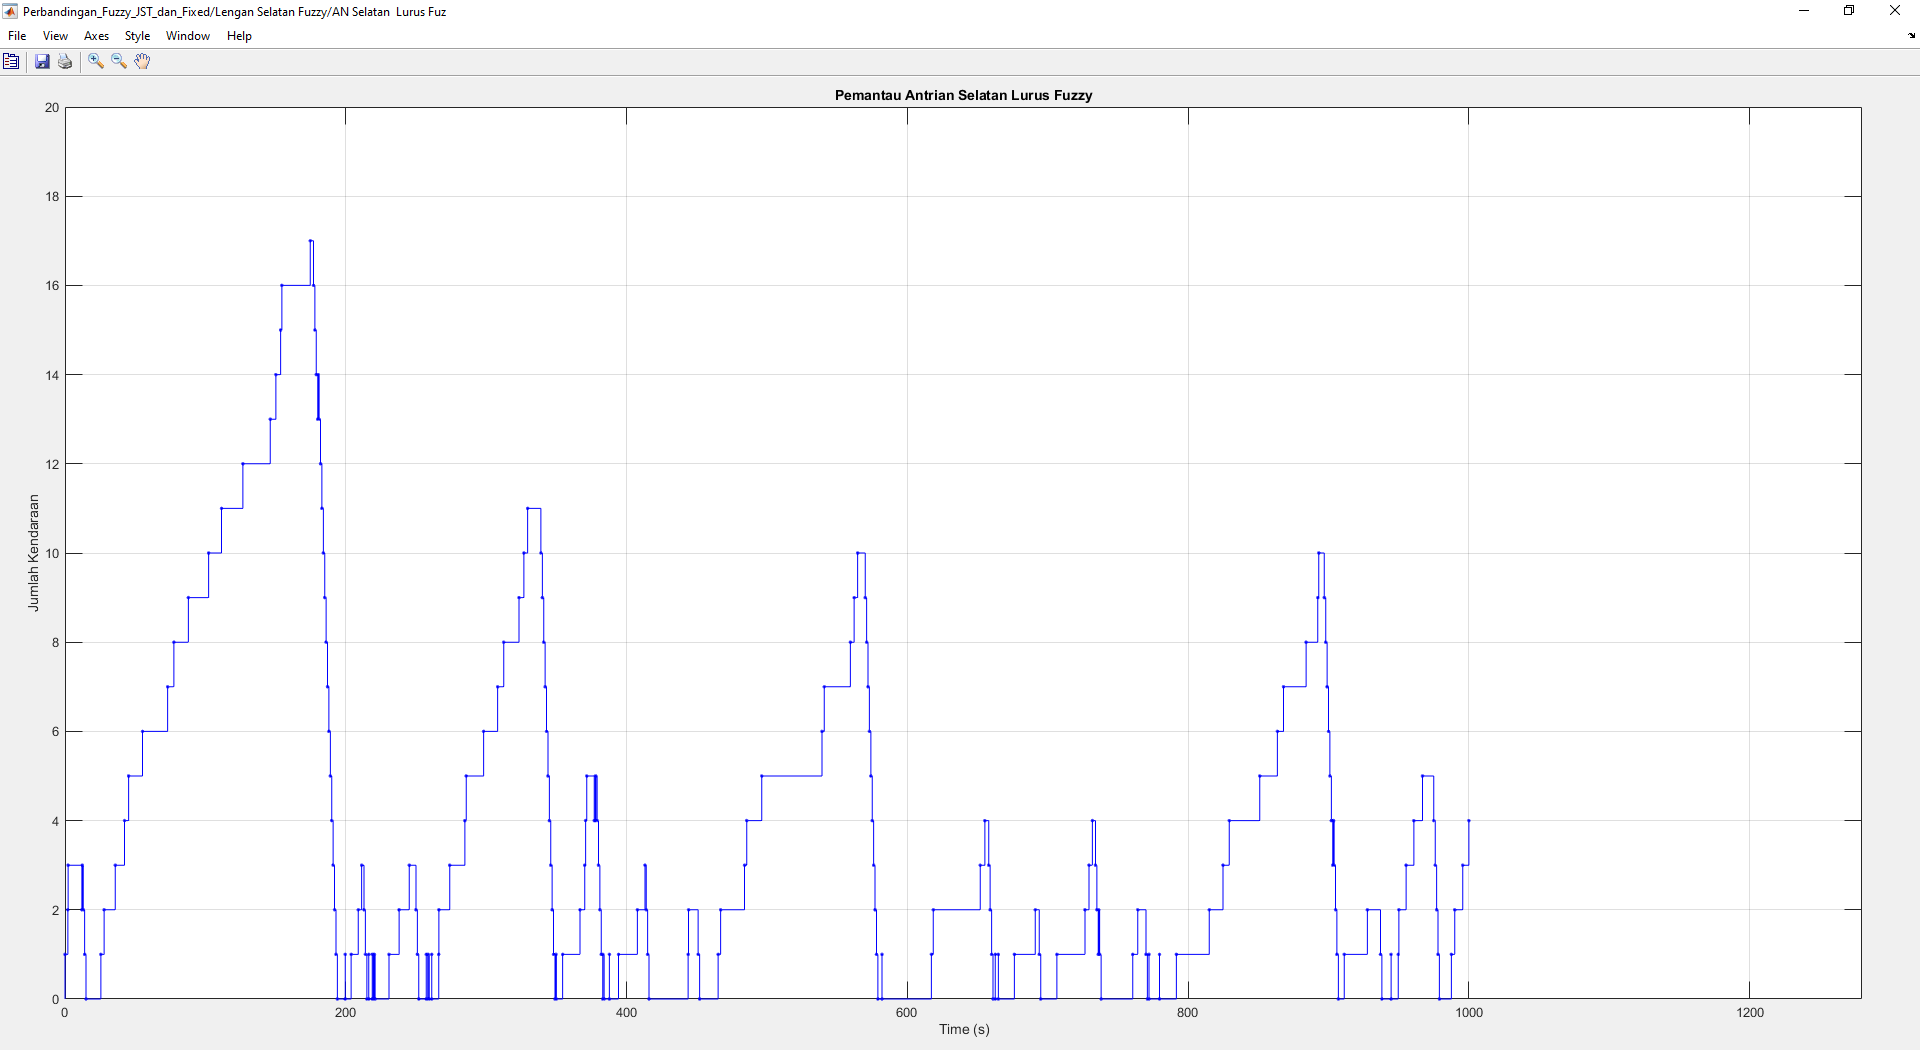 Perbandingan_Fuzzy_JST_dan_Fixed/Lengan Selatan Fuzzy/AN Selatan  Lurus Fuz
File View Axes Style Window Help
Pemantau Antrian Selatan Lurus Fuzzy
20
18
16
14
12
10
8
6
4
2
0
Jumlah Kendaraan
0 200 400 600 800 1000 1200
Time (s)